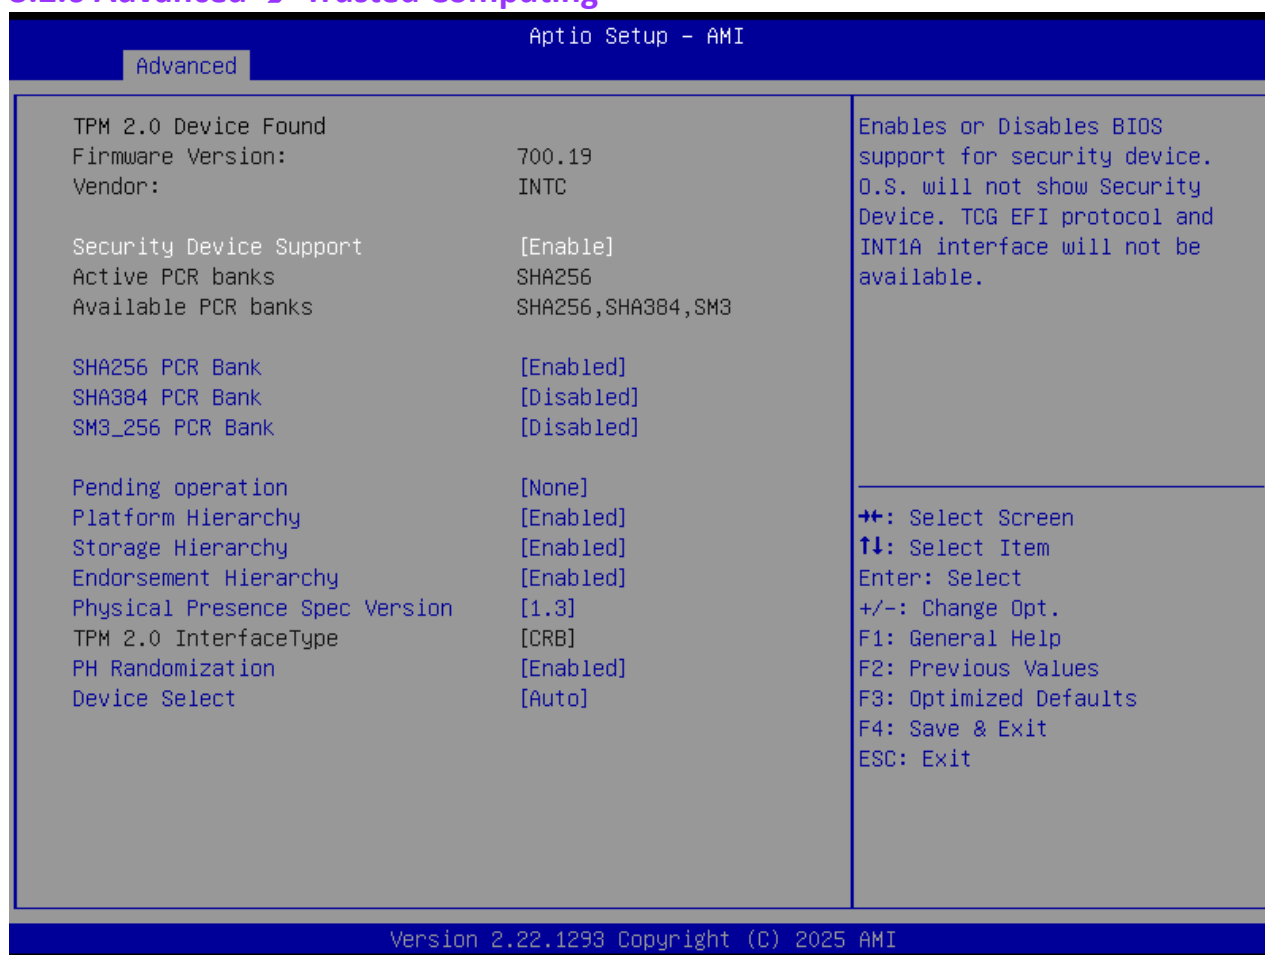 Aptio Setup – AMI
Advanced
TPM 2.0 Device Found
Firmware Version: 700.19
Vendor: INTC
Security Device Support [Enable]
Active PCR banks SHA256
Available PCR banks SHA256,SHA384,SM3
SHA256 PCR Bank [Enabled]
SHA384 PCR Bank [Disabled]
SM3_256 PCR Bank [Disabled]
Pending operation [None]
Platform Hierarchy [Enabled]
Storage Hierarchy [Enabled]
Endorsement Hierarchy [Enabled]
Physical Presence Spec Version [1.3]
TPM 2.0 InterfaceType [CRB]
PH Randomization [Enabled]
Device Select [Auto]
Enables or Disables BIOS
support for security device.
O.S. will not show Security
Device. TCG EFI protocol and
INT1A interface will not be
available.
→←: Select Screen
↑↓: Select Item
Enter: Select
+/-: Change Opt.
F1: General Help
F2: Previous Values
F3: Optimized Defaults
F4: Save & Exit
ESC: Exit
Version 2.22.1293 Copyright (C) 2025 AMI